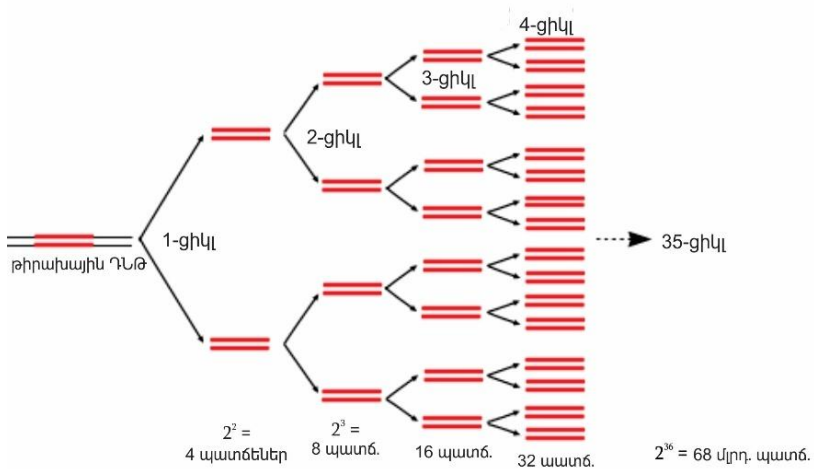 4-ցիկլ
3-ցիկլ
2-ցիկլ
1-ցիկլ
թիրախային ԴՆԹ
35-ցիկլ
2² =
4 պատճեներ
2³ =
8 պատճ.
16 պատճ.
32 պատճ.
2³⁶ = 68 մլրդ. պատճ.